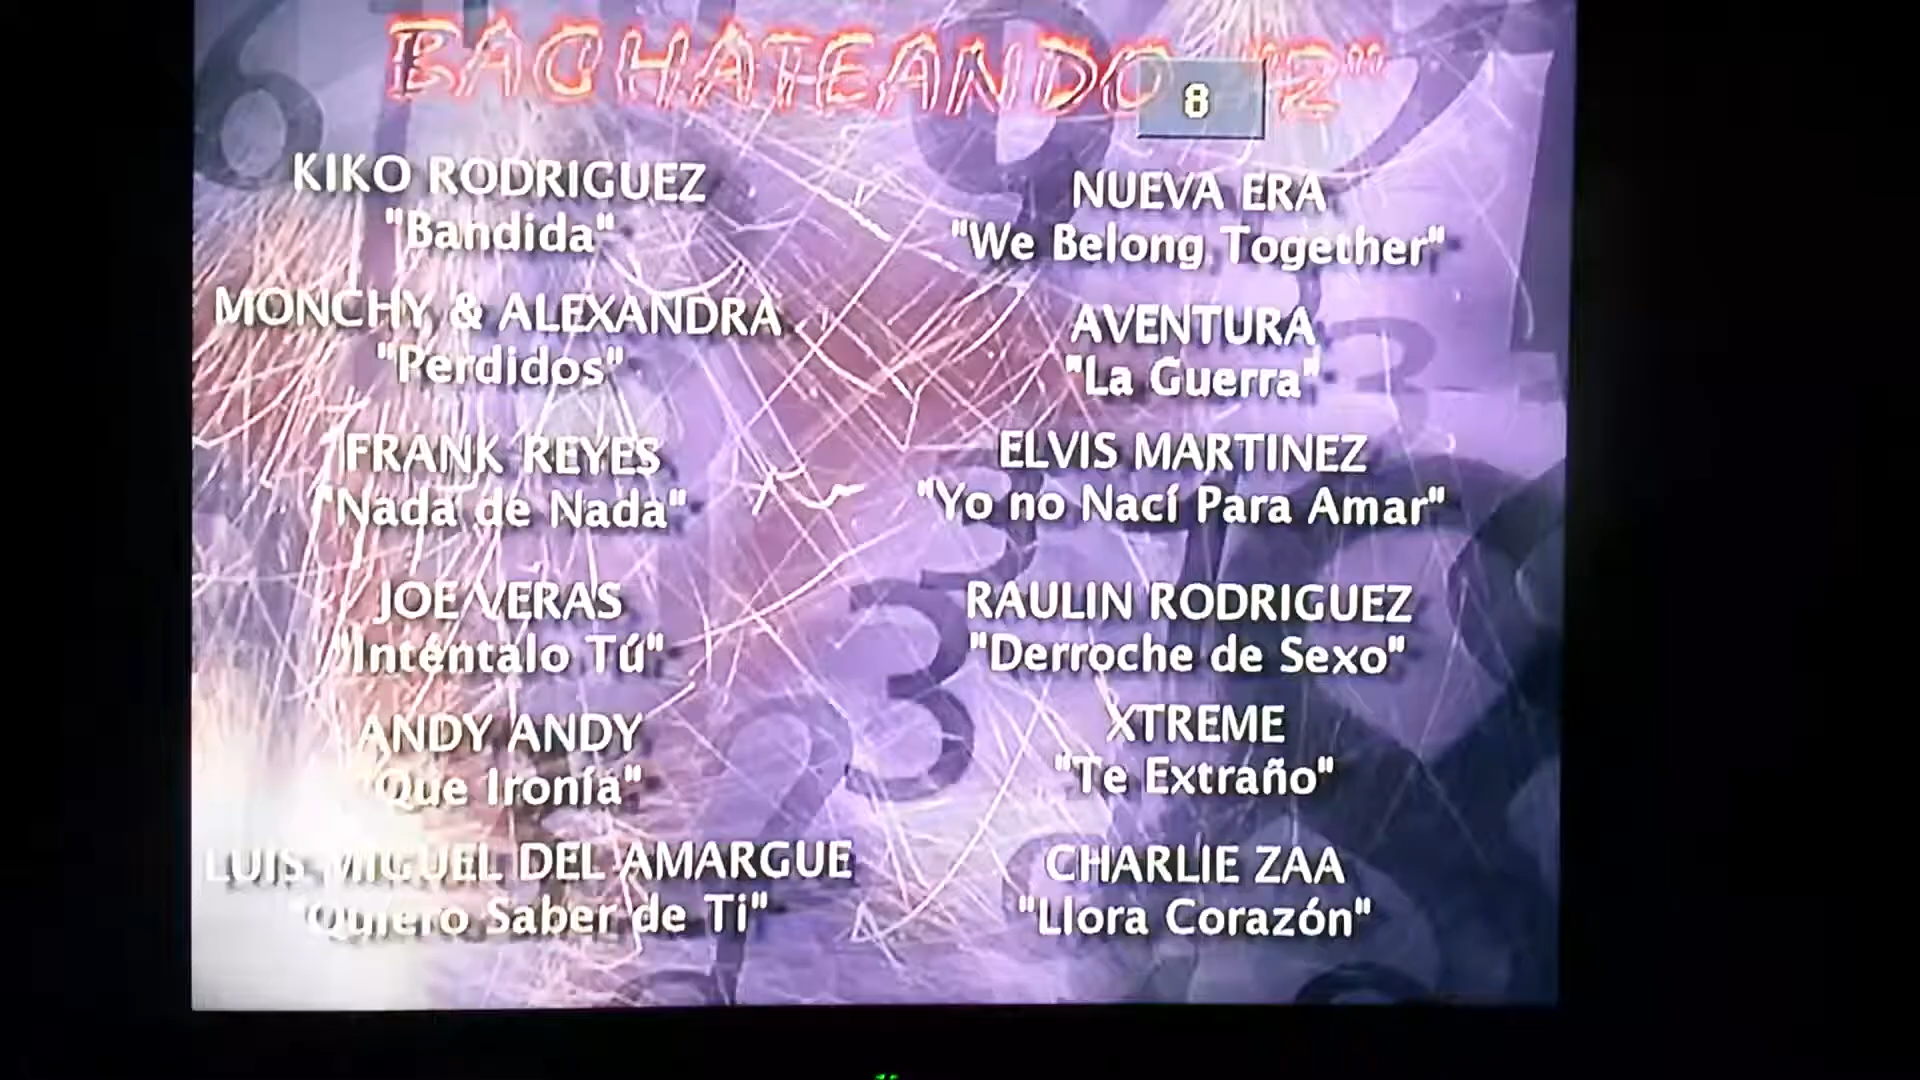 BACHATEANDO "2"
8
KIKO RODRIGUEZ
"Bandida"
MONCHY & ALEXANDRA
"Perdidos"
FRANK REYES
"Nada de Nada"
JOE VERAS
"Inténtalo Tú"
ANDY ANDY
"Que Ironía"
LUIS MIGUEL DEL AMARGUE
"Quiero Saber de Ti"
NUEVA ERA
"We Belong Together"
AVENTURA
"La Guerra"
ELVIS MARTINEZ
"Yo no Nací Para Amar"
RAULIN RODRIGUEZ
"Derroche de Sexo"
XTREME
"Te Extraño"
CHARLIE ZAA
"Llora Corazón"